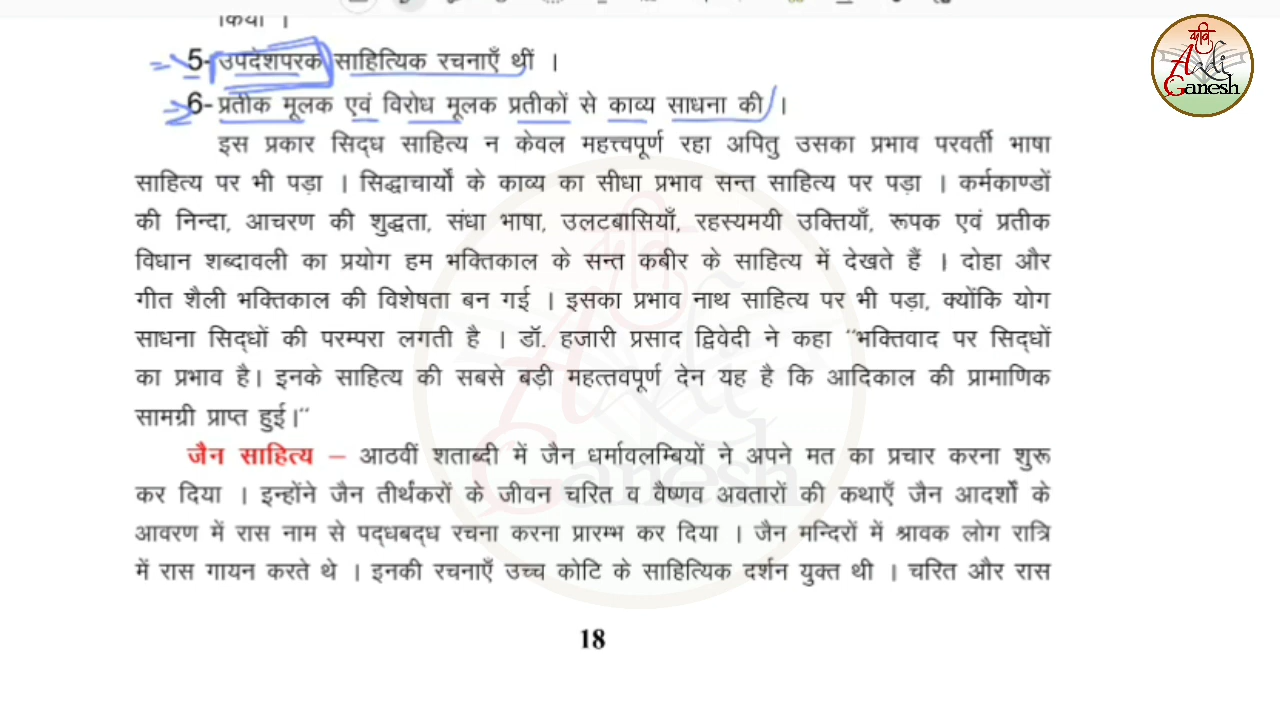 किया ।
5- उपदेशपरक साहित्यिक रचनाएँ थीं ।
6- प्रतीक मूलक एवं विरोध मूलक प्रतीकों से काव्य साधना की ।
इस प्रकार सिद्ध साहित्य न केवल महत्त्वपूर्ण रहा अपितु उसका प्रभाव परवर्ती भाषा
साहित्य पर भी पड़ा । सिद्धाचार्यो के काव्य का सीधा प्रभाव सन्त साहित्य पर पड़ा । कर्मकाण्डों
की निन्दा, आचरण की शुद्धता, संधा भाषा, उलटबासियाँ, रहस्यमयी उक्तियाँ, रूपक एवं प्रतीक
विधान शब्दावली का प्रयोग हम भक्तिकाल के सन्त कबीर के साहित्य में देखते हैं । दोहा और
गीत शैली भक्तिकाल की विशेषता बन गई । इसका प्रभाव नाथ साहित्य पर भी पड़ा, क्योंकि योग
साधना सिद्धों की परम्परा लगती है । डॉ. हजारी प्रसाद द्विवेदी ने कहा "भक्तिवाद पर सिद्धों
का प्रभाव है। इनके साहित्य की सबसे बड़ी महत्तवपूर्ण देन यह है कि आदिकाल की प्रामाणिक
सामग्री प्राप्त हुई।"
जैन साहित्य – आठवीं शताब्दी में जैन धर्मावलम्बियों ने अपने मत का प्रचार करना शुरू
कर दिया । इन्होंने जैन तीर्थंकरों के जीवन चरित व वैष्णव अवतारों की कथाएँ जैन आदर्शों के
आवरण में रास नाम से पद्धबद्ध रचना करना प्रारम्भ कर दिया । जैन मन्दिरों में श्रावक लोग रात्रि
में रास गायन करते थे । इनकी रचनाएँ उच्च कोटि के साहित्यिक दर्शन युक्त थी । चरित और रास
18
कवि
Aadi
Ganesh